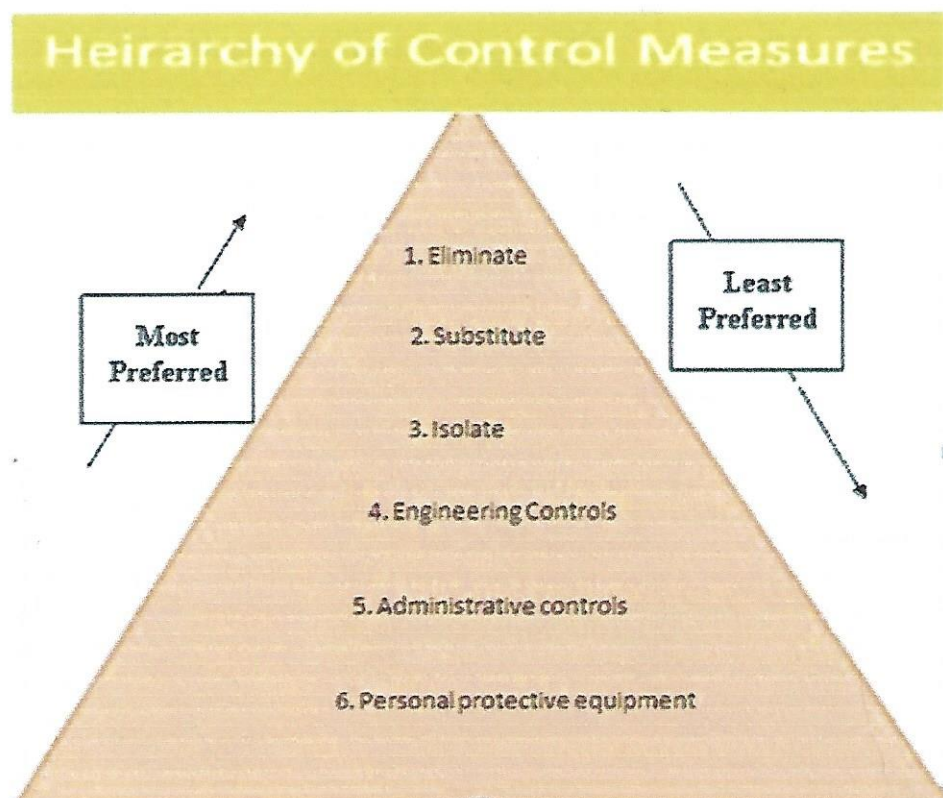 Heirarchy of Control Measures
1. Eliminate
Most
Preferred
Least
Preferred
2. Substitute
3. Isolate
4. Engineering Controls
5. Administrative controls
6. Personal protective equipment